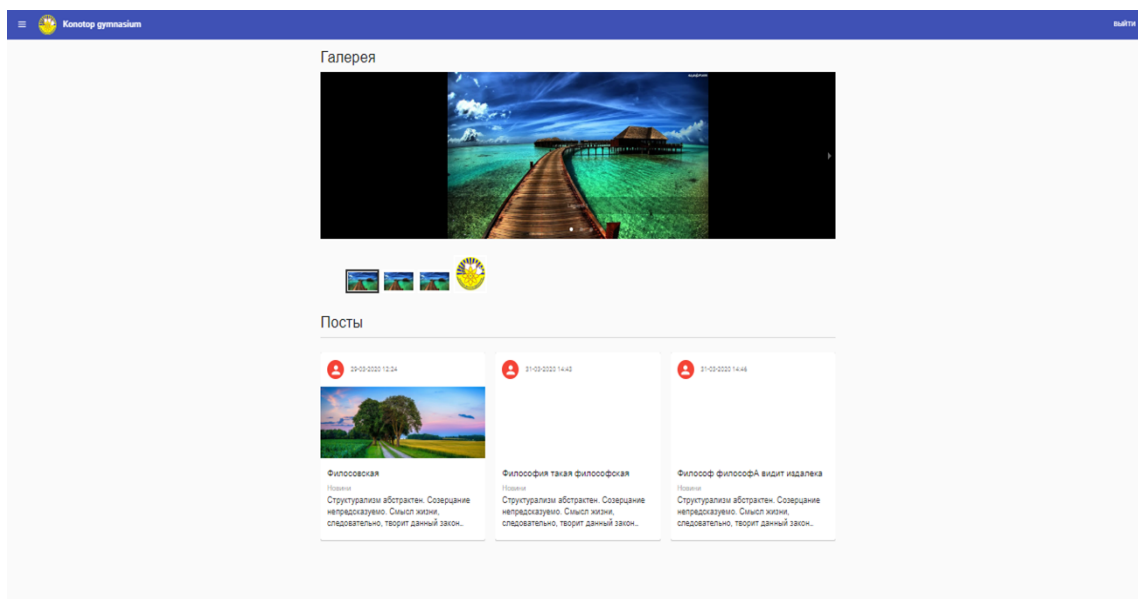 Konotop gymnasium
выйти
Галерея
Посты
29-03-2020 12:24
31-03-2020 14:43
31-03-2020 14:46
Филосовская
Новини
Структурализм абстрактен. Созерцание
непредсказуемо. Смысл жизни,
следовательно, творит данный закон...
Философия такая философская
Новини
Структурализм абстрактен. Созерцание
непредсказуемо. Смысл жизни,
следовательно, творит данный закон...
Философ философА видит издалека
Новини
Структурализм абстрактен. Созерцание
непредсказуемо. Смысл жизни,
следовательно, творит данный закон...